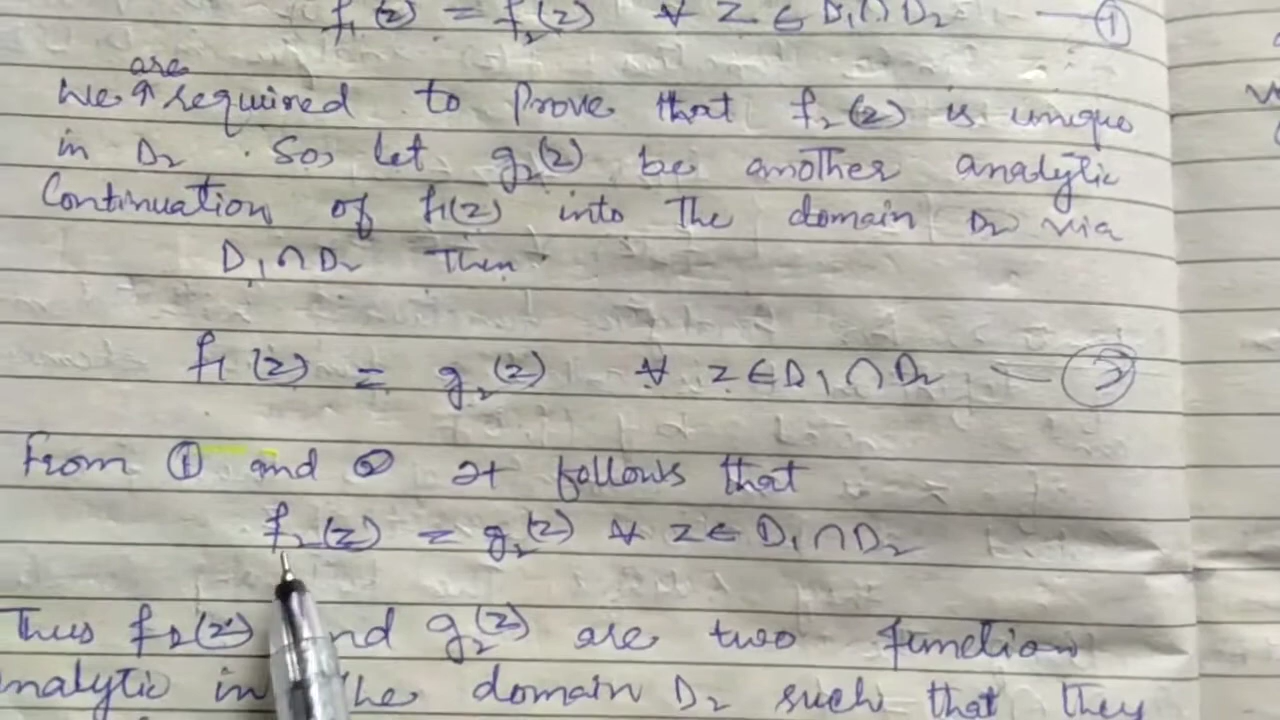 f₁(z) = f₂(z) ∀ z ∈ D₁∩D₂ — ①
are
We ↑ required to prove that f₂(z) is unique
in D₂. So, let g₂(z) be another analytic
Continuation of f₁(z) into the domain D₂ via
D₁∩D₂ Then
f₁(z) = g₂(z) ∀ z∈D₁∩D₂ — ②
From ① and ② It follows that
f₂(z) = g₂(z) ∀ z∈ D₁∩D₂
Thus f₂(z) and g₂(z) are two function
analytic in the domain D₂ such that they